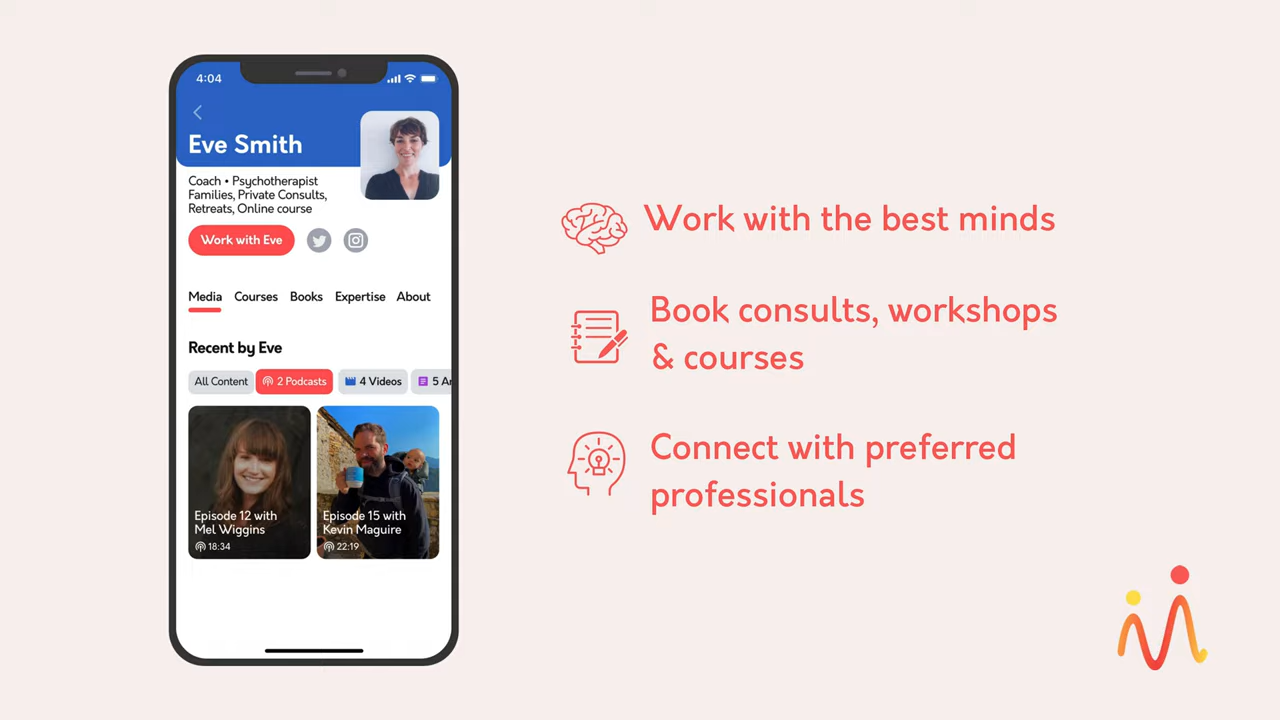 4:04
Eve Smith
Coach • Psychotherapist
Families, Private Consults,
Retreats, Online course
Work with Eve
Media Courses Books Expertise About
Recent by Eve
All Content 2 Podcasts 4 Videos 5 Ar
Episode 12 with
Mel Wiggins
18:34
Episode 15 with
Kevin Maguire
22:19
Work with the best minds
Book consults, workshops
& courses
Connect with preferred
professionals